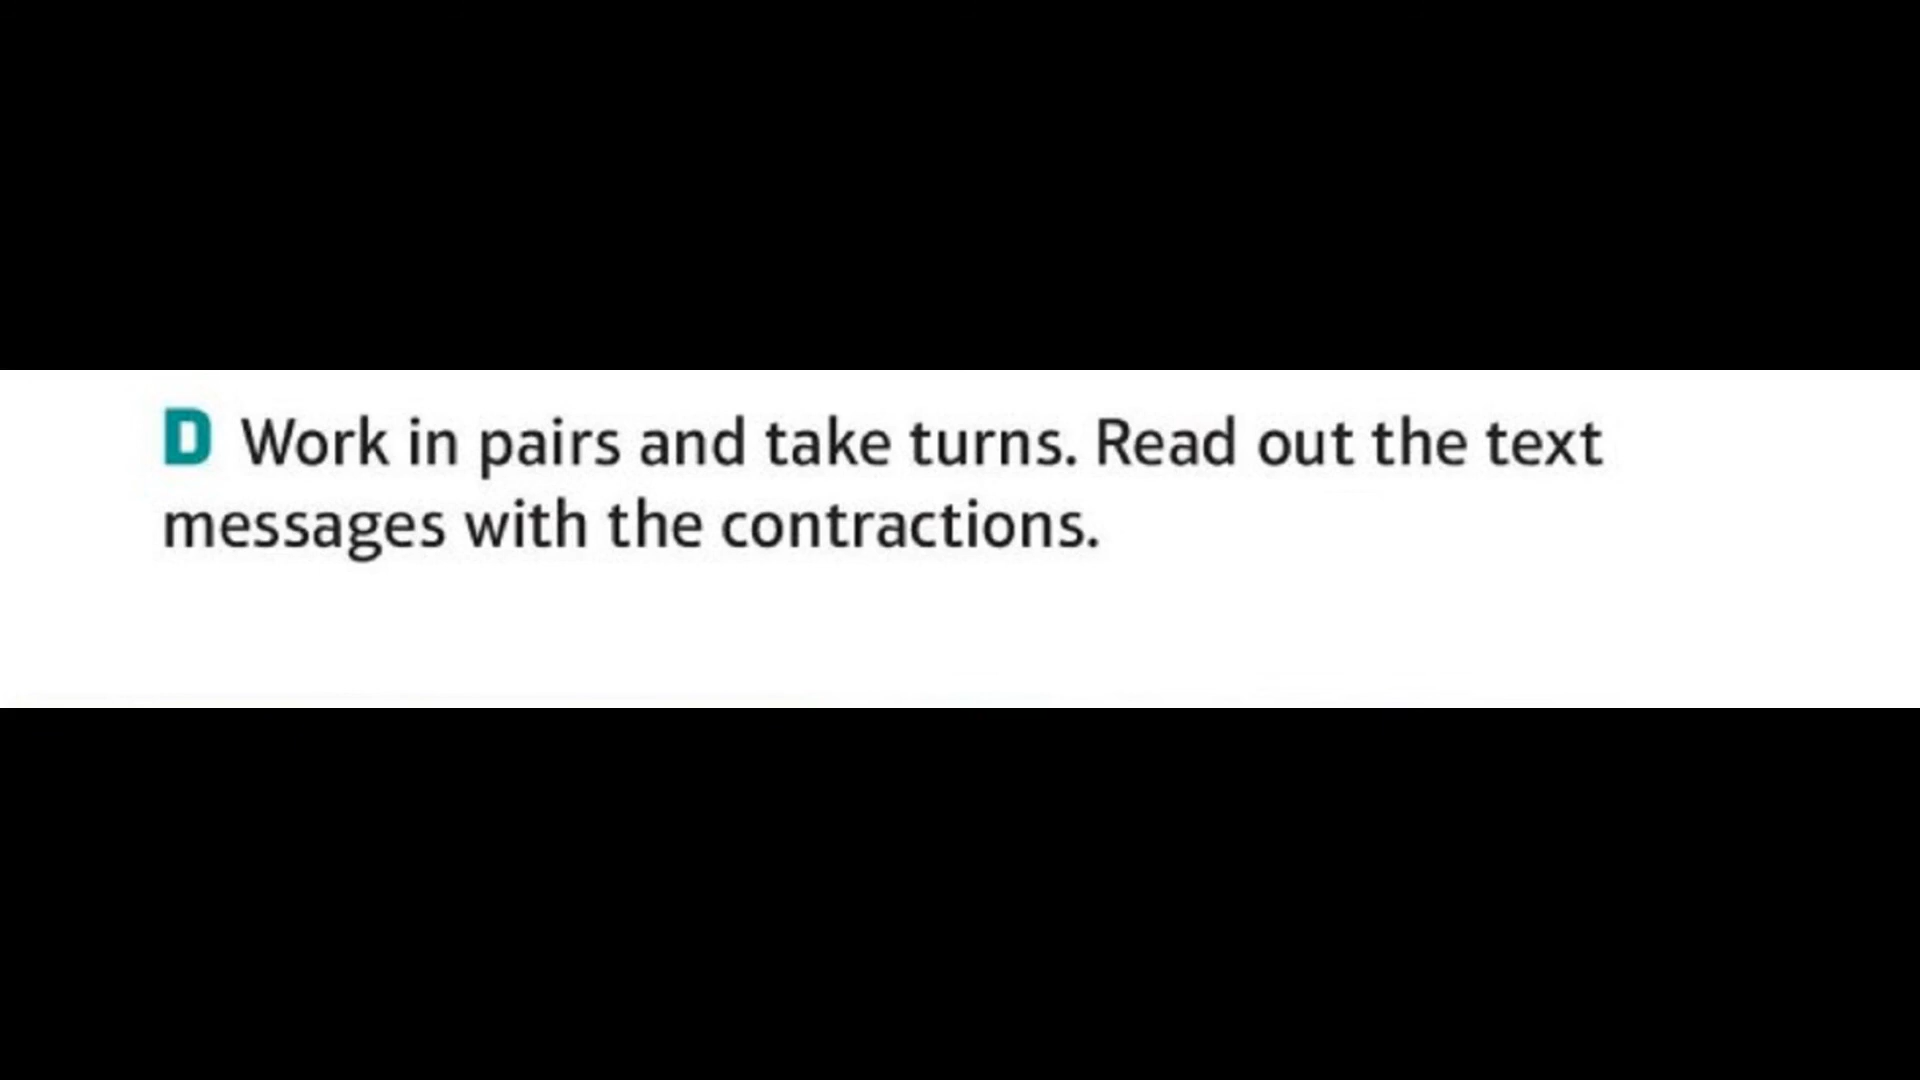 D Work in pairs and take turns. Read out the text
messages with the contractions.